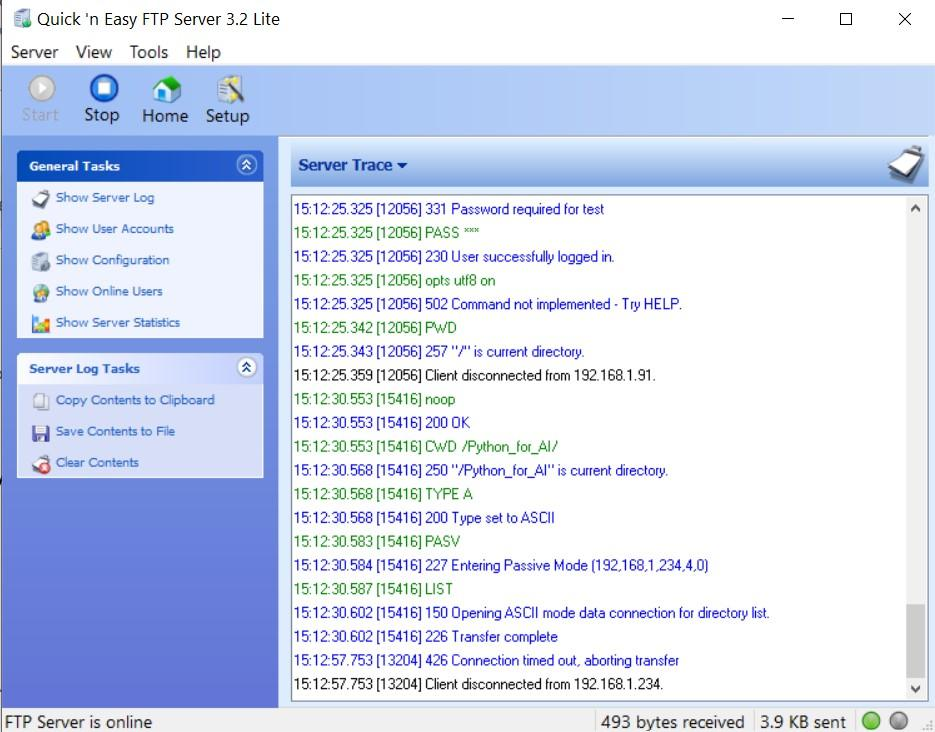 Quick 'n Easy FTP Server 3.2 Lite
Server View Tools Help
Start Stop Home Setup
General Tasks
Show Server Log
Show User Accounts
Show Configuration
Show Online Users
Show Server Statistics
Server Log Tasks
Copy Contents to Clipboard
Save Contents to File
Clear Contents
Server Trace
15:12:25.325 [12056] 331 Password required for test
15:12:25.325 [12056] PASS ***
15:12:25.325 [12056] 230 User successfully logged in.
15:12:25.325 [12056] opts utf8 on
15:12:25.325 [12056] 502 Command not implemented - Try HELP.
15:12:25.342 [12056] PWD
15:12:25.343 [12056] 257 "/" is current directory.
15:12:25.359 [12056] Client disconnected from 192.168.1.91.
15:12:30.553 [15416] noop
15:12:30.553 [15416] 200 OK
15:12:30.553 [15416] CWD /Python_for_AI/
15:12:30.568 [15416] 250 "/Python_for_AI" is current directory.
15:12:30.568 [15416] TYPE A
15:12:30.568 [15416] 200 Type set to ASCII
15:12:30.583 [15416] PASV
15:12:30.584 [15416] 227 Entering Passive Mode (192,168,1,234,4,0)
15:12:30.587 [15416] LIST
15:12:30.602 [15416] 150 Opening ASCII mode data connection for directory list.
15:12:30.602 [15416] 226 Transfer complete
15:12:57.753 [13204] 426 Connection timed out, aborting transfer
15:12:57.753 [13204] Client disconnected from 192.168.1.234.
FTP Server is online
493 bytes received
3.9 KB sent